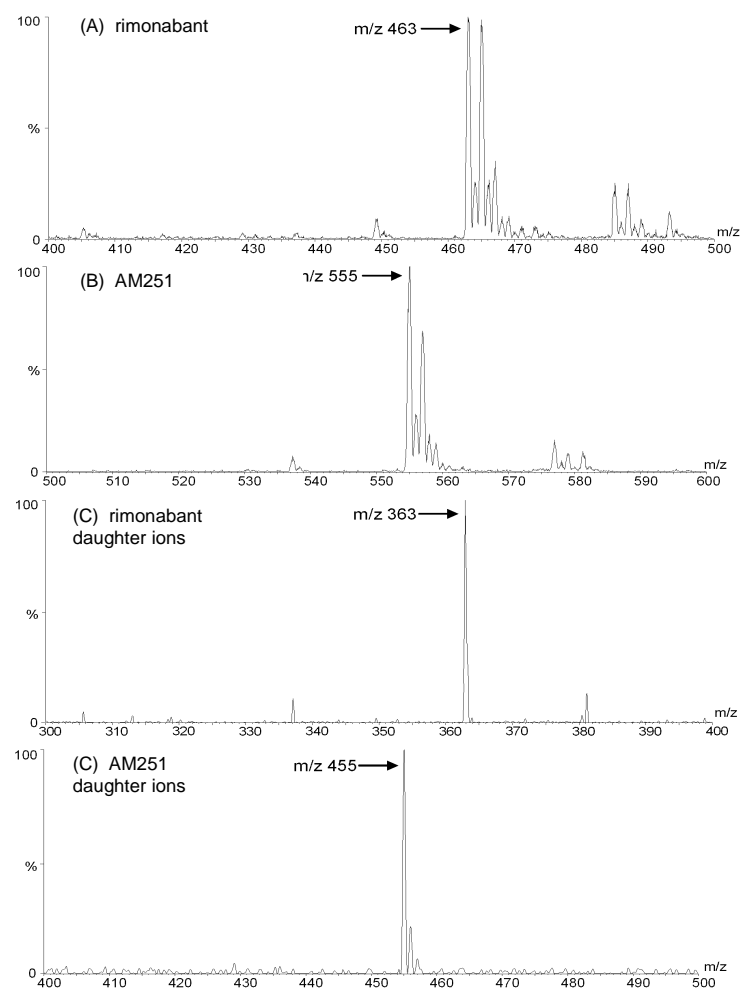 100
(A) rimonabant
m/z 463
%
0
m/z
400 410 420 430 440 450 460 470 480 490 500
100
(B) AM251
/z 555
%
0
m/z
500 510 520 530 540 550 560 570 580 590 600
100
(C) rimonabant
daughter ions
m/z 363
%
0
m/z
300 310 320 330 340 350 360 370 380 390 400
100
(C) AM251
daughter ions
m/z 455
%
0
m/z
400 410 420 430 440 450 460 470 480 490 500